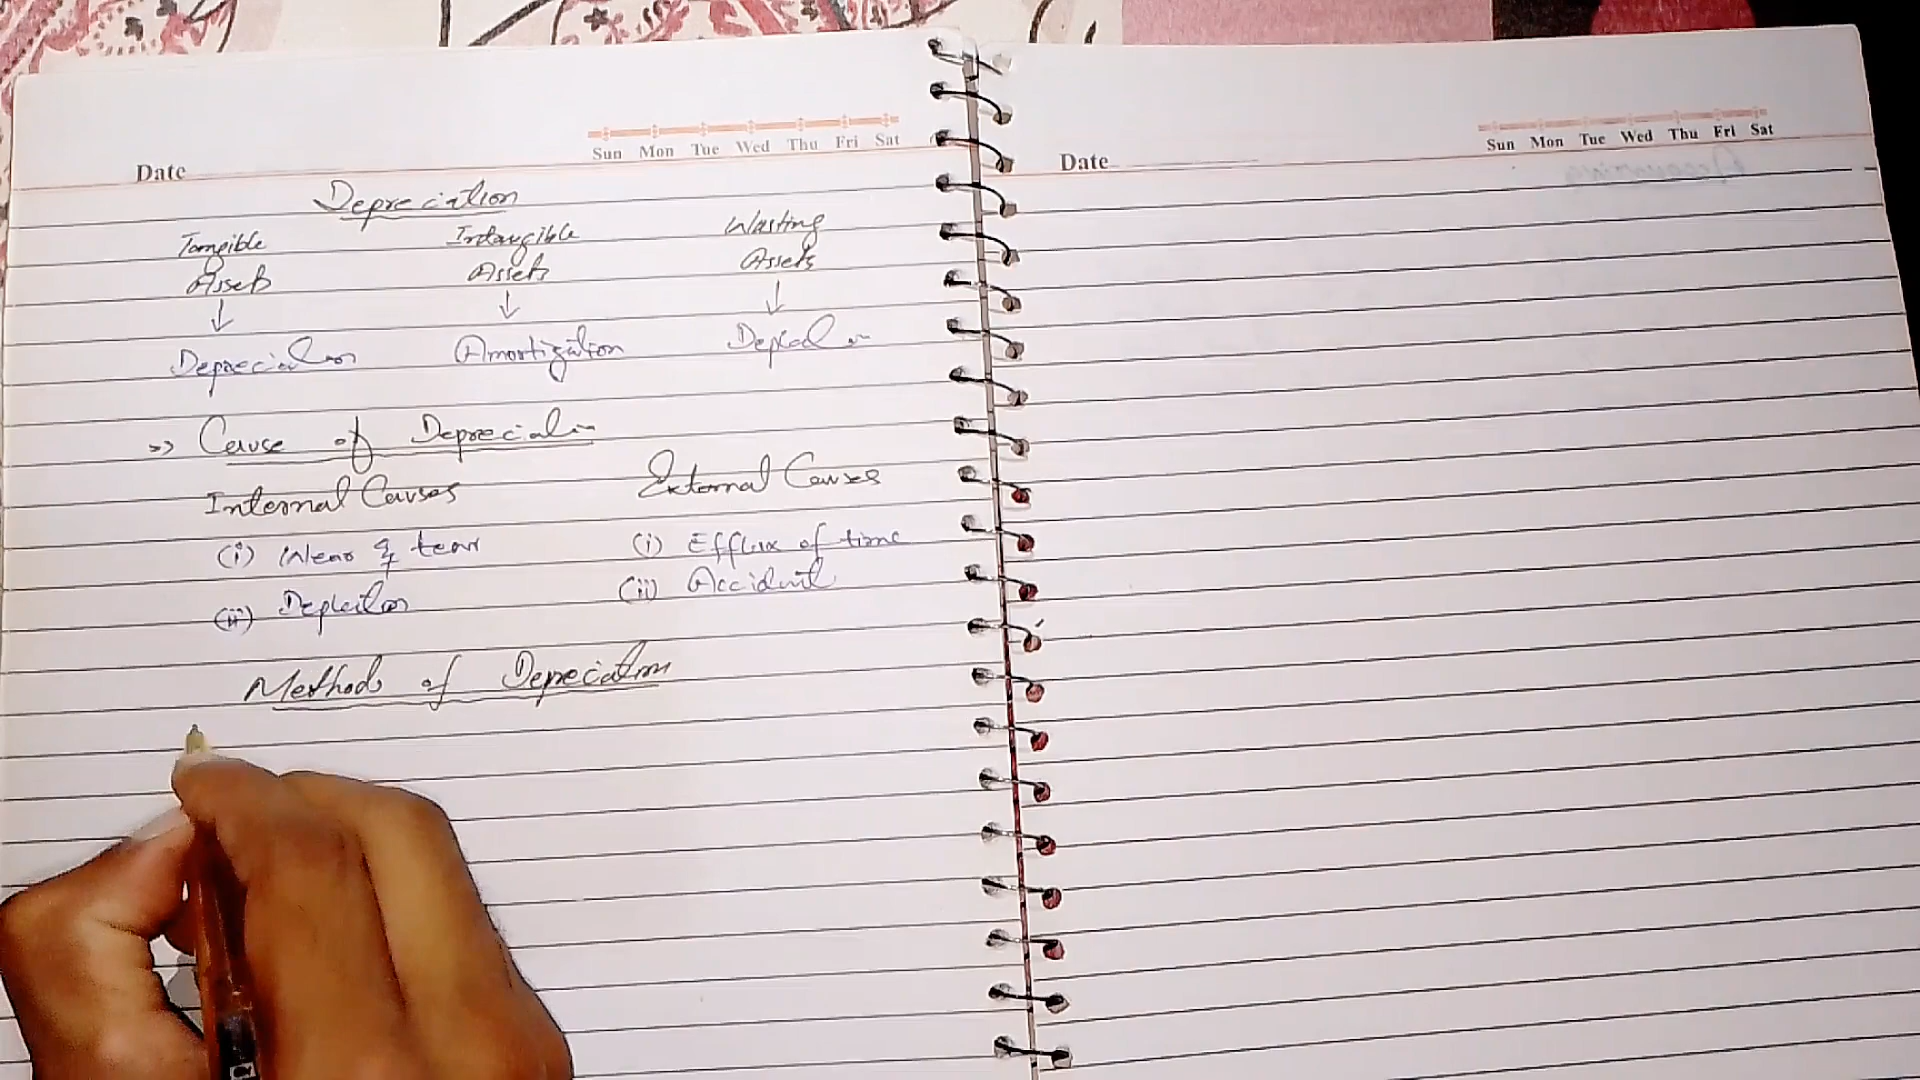 Sun Mon Tue Wed Thu Fri Sat
Date
Depreciation
Tangible Assets
Intangible Assets
Wasting Assets
Depreciation Amortization
-> Cause of Depreciation
Internal Causes
(i) Wear & tear
(ii)
External Causes
(i) Efflux of time
(ii) Accident
Methods of Depreciation
Sun Mon Tue Wed Thu Fri Sat
Date